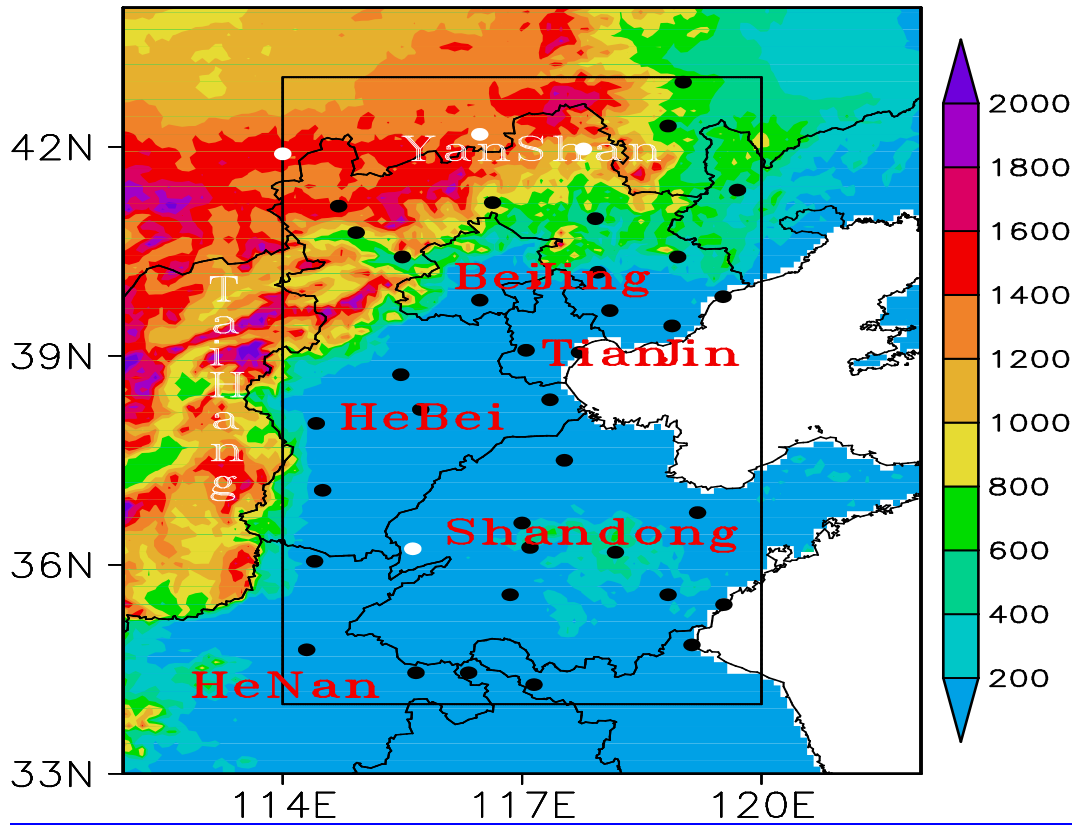 42N
39N
36N
33N
114E
117E
120E
YanShan
TaiHang
BeiJing
TianJin
HeBei
Shandong
HeNan
2000
1800
1600
1400
1200
1000
800
600
400
200